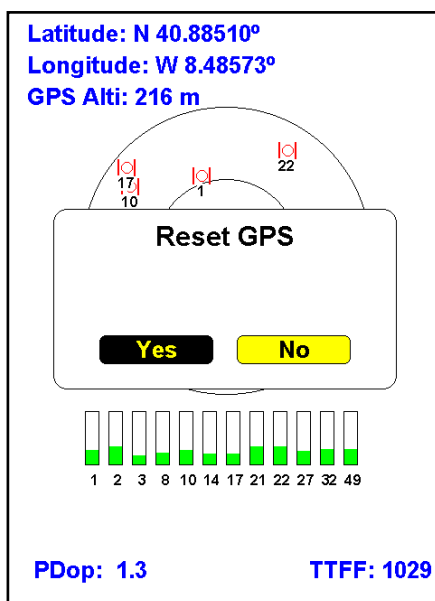 Latitude: N 40.88510º
Longitude: W 8.48573º
GPS Alti: 216 m
22
17
1
10
Reset GPS
Yes No
1 2 3 8 10 14 17 21 22 27 32 49
PDop: 1.3 TTFF: 1029